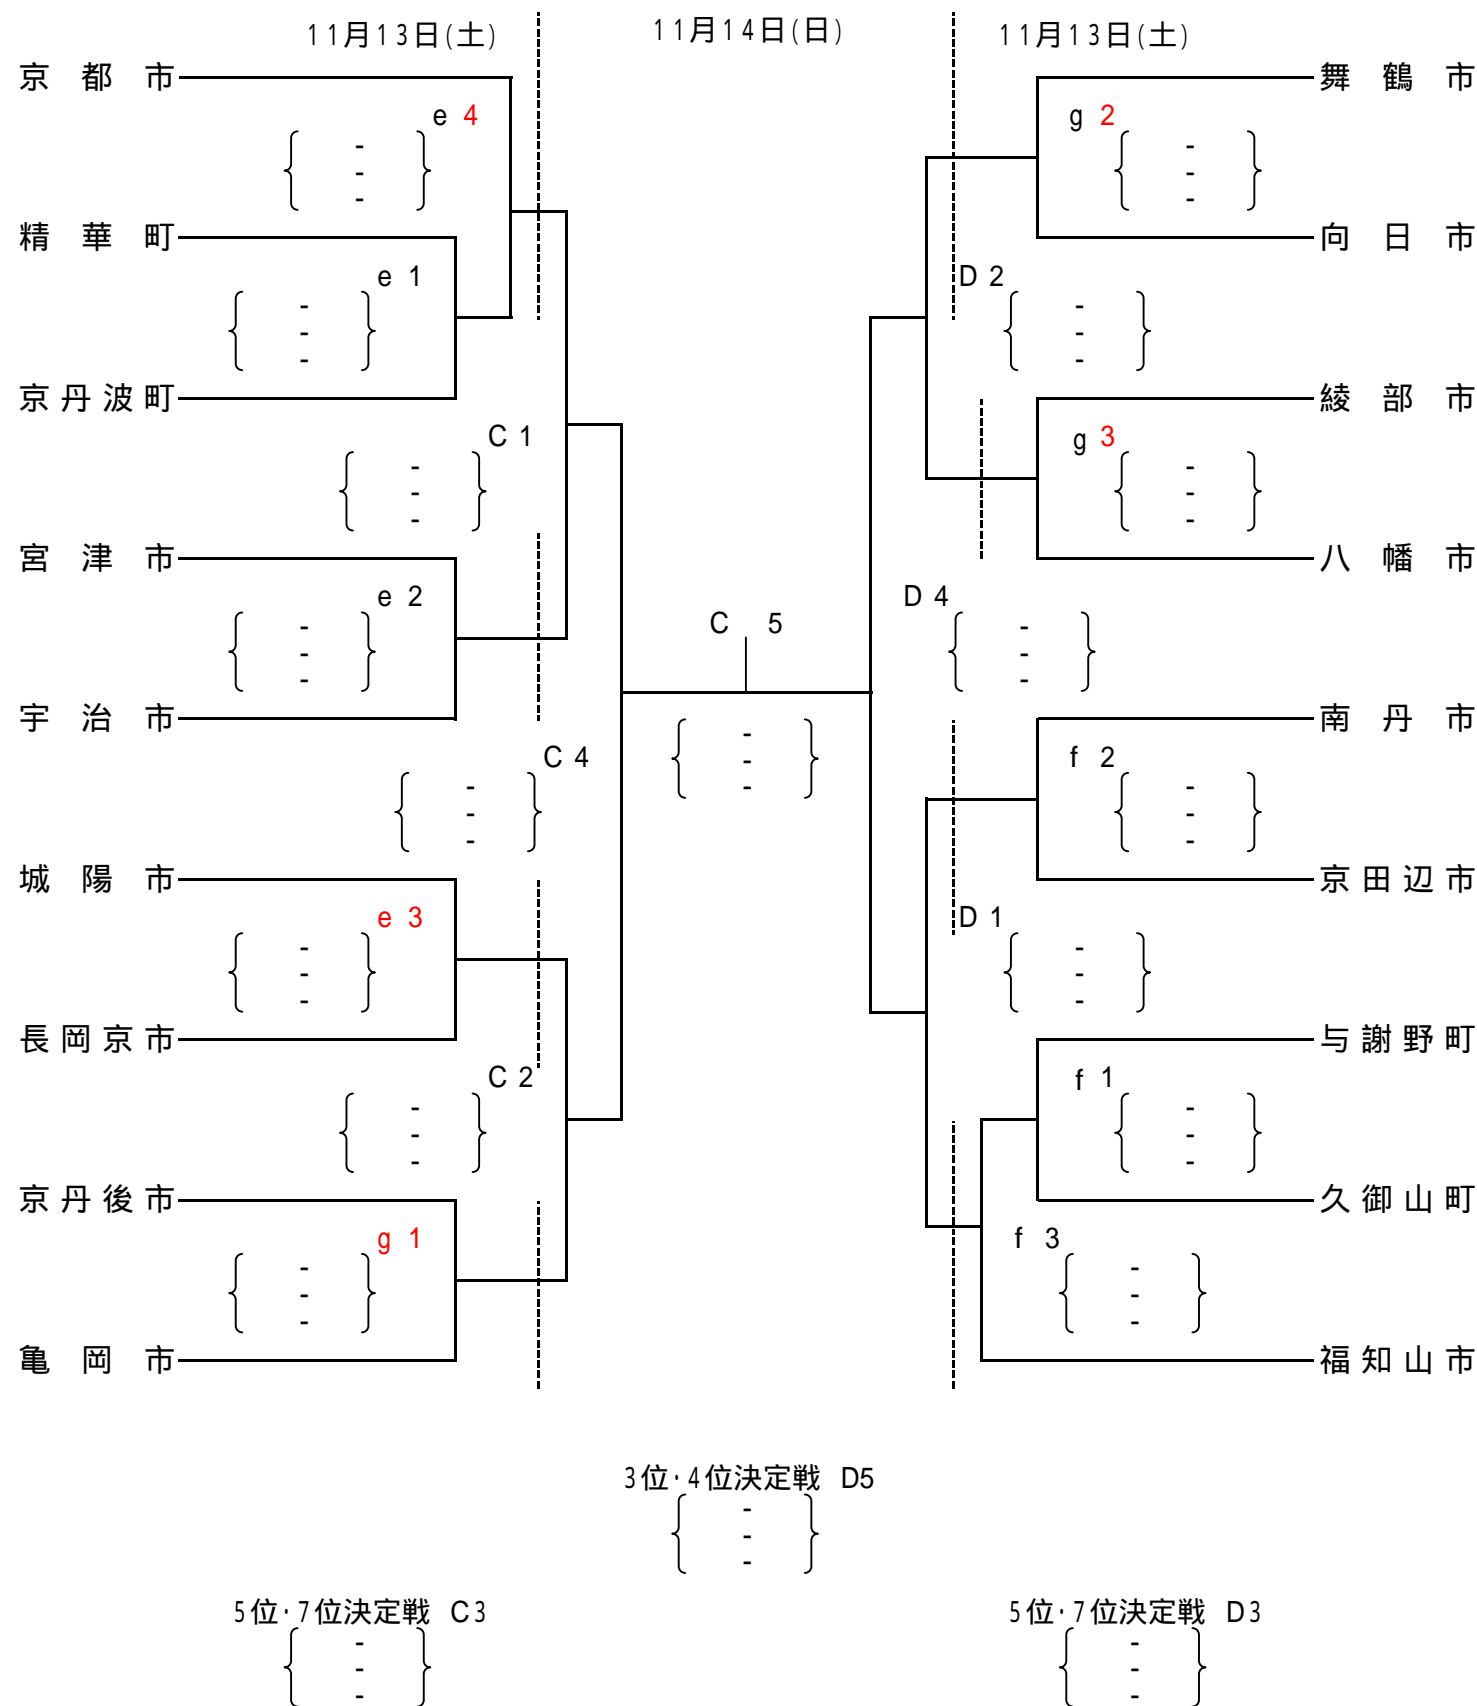 11月13日(土) 11月14日(日) 11月13日(土)
京都市 舞鶴市
e 4 g 2
{ - - - } { - - - }
精華町 向日市
e 1 D 2
{ - - - } { - - - }
京丹波町 綾部市
C 1 g 3
{ - - - } { - - - }
宮津市 八幡市
e 2 D 4
C 5
{ - - - } { - - - }
宇治市 南丹市
C 4 f 2
{ - - - } { - - - } { - - - }
城陽市 京田辺市
e 3 D 1
{ - - - } { - - - }
長岡京市 与謝野町
C 2 f 1
{ - - - } { - - - }
京丹後市 久御山町
g 1 f 3
{ - - - } { - - - }
亀岡市 福知山市
3位・4位決定戦 D5
{ - - - }
5位・7位決定戦 C3 5位・7位決定戦 D3
{ - - - } { - - - }